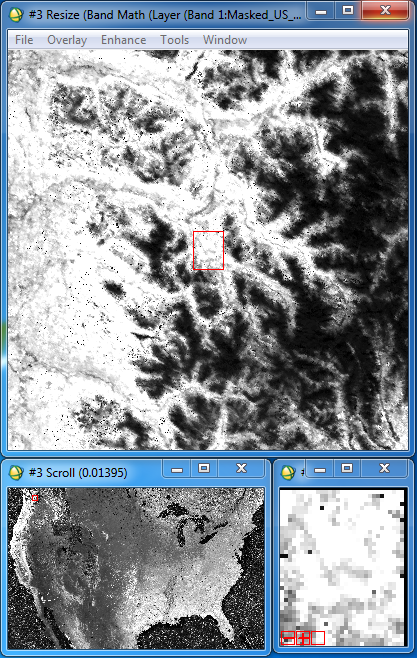 #3 Resize (Band Math (Layer (Band 1:Masked_US_...
File Overlay Enhance Tools Window
#3 Scroll (0.01395)